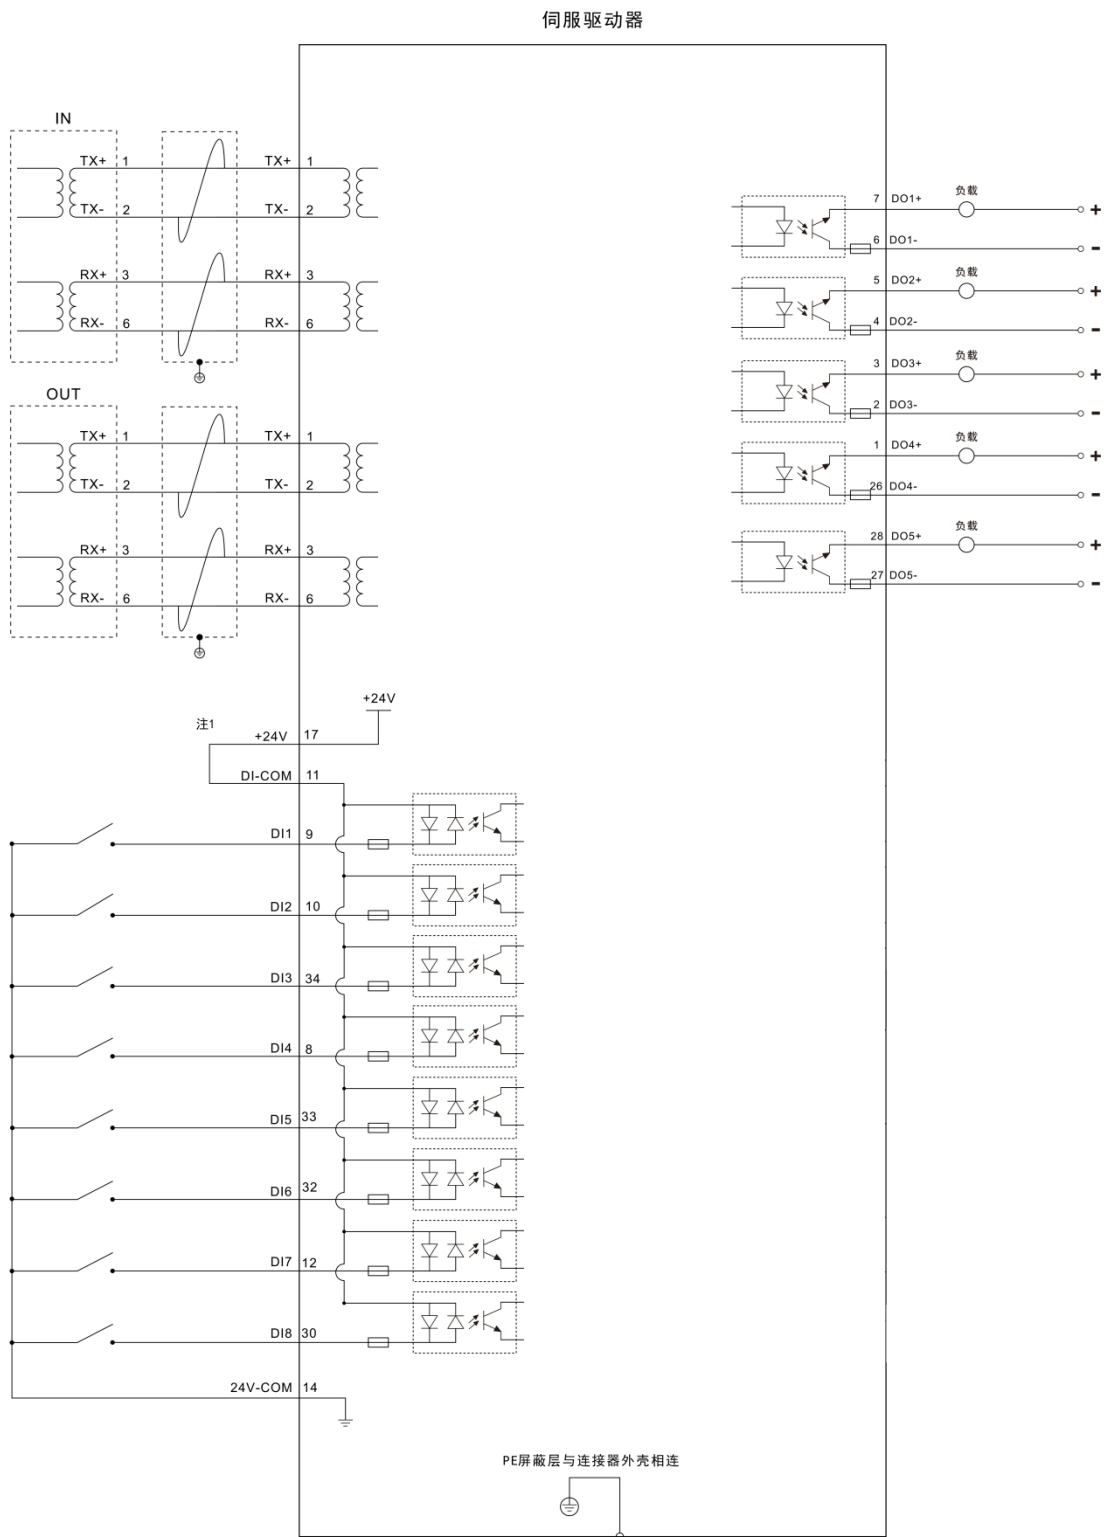 伺服驱动器
IN
TX+ 1 TX+ 1
TX- 2 TX- 2
RX+ 3 RX+ 3
RX- 6 RX- 6
OUT
TX+ 1 TX+ 1
TX- 2 TX- 2
RX+ 3 RX+ 3
RX- 6 RX- 6
7 DO1+ 负载 +
6 DO1- -
5 DO2+ 负载 +
4 DO2- -
3 DO3+ 负载 +
2 DO3- -
1 DO4+ 负载 +
26 DO4- -
28 DO5+ 负载 +
27 DO5- -
+24V
注1
+24V 17
DI-COM 11
DI1 9
DI2 10
DI3 34
DI4 8
DI5 33
DI6 32
DI7 12
DI8 30
24V-COM 14
PE屏蔽层与连接器外壳相连